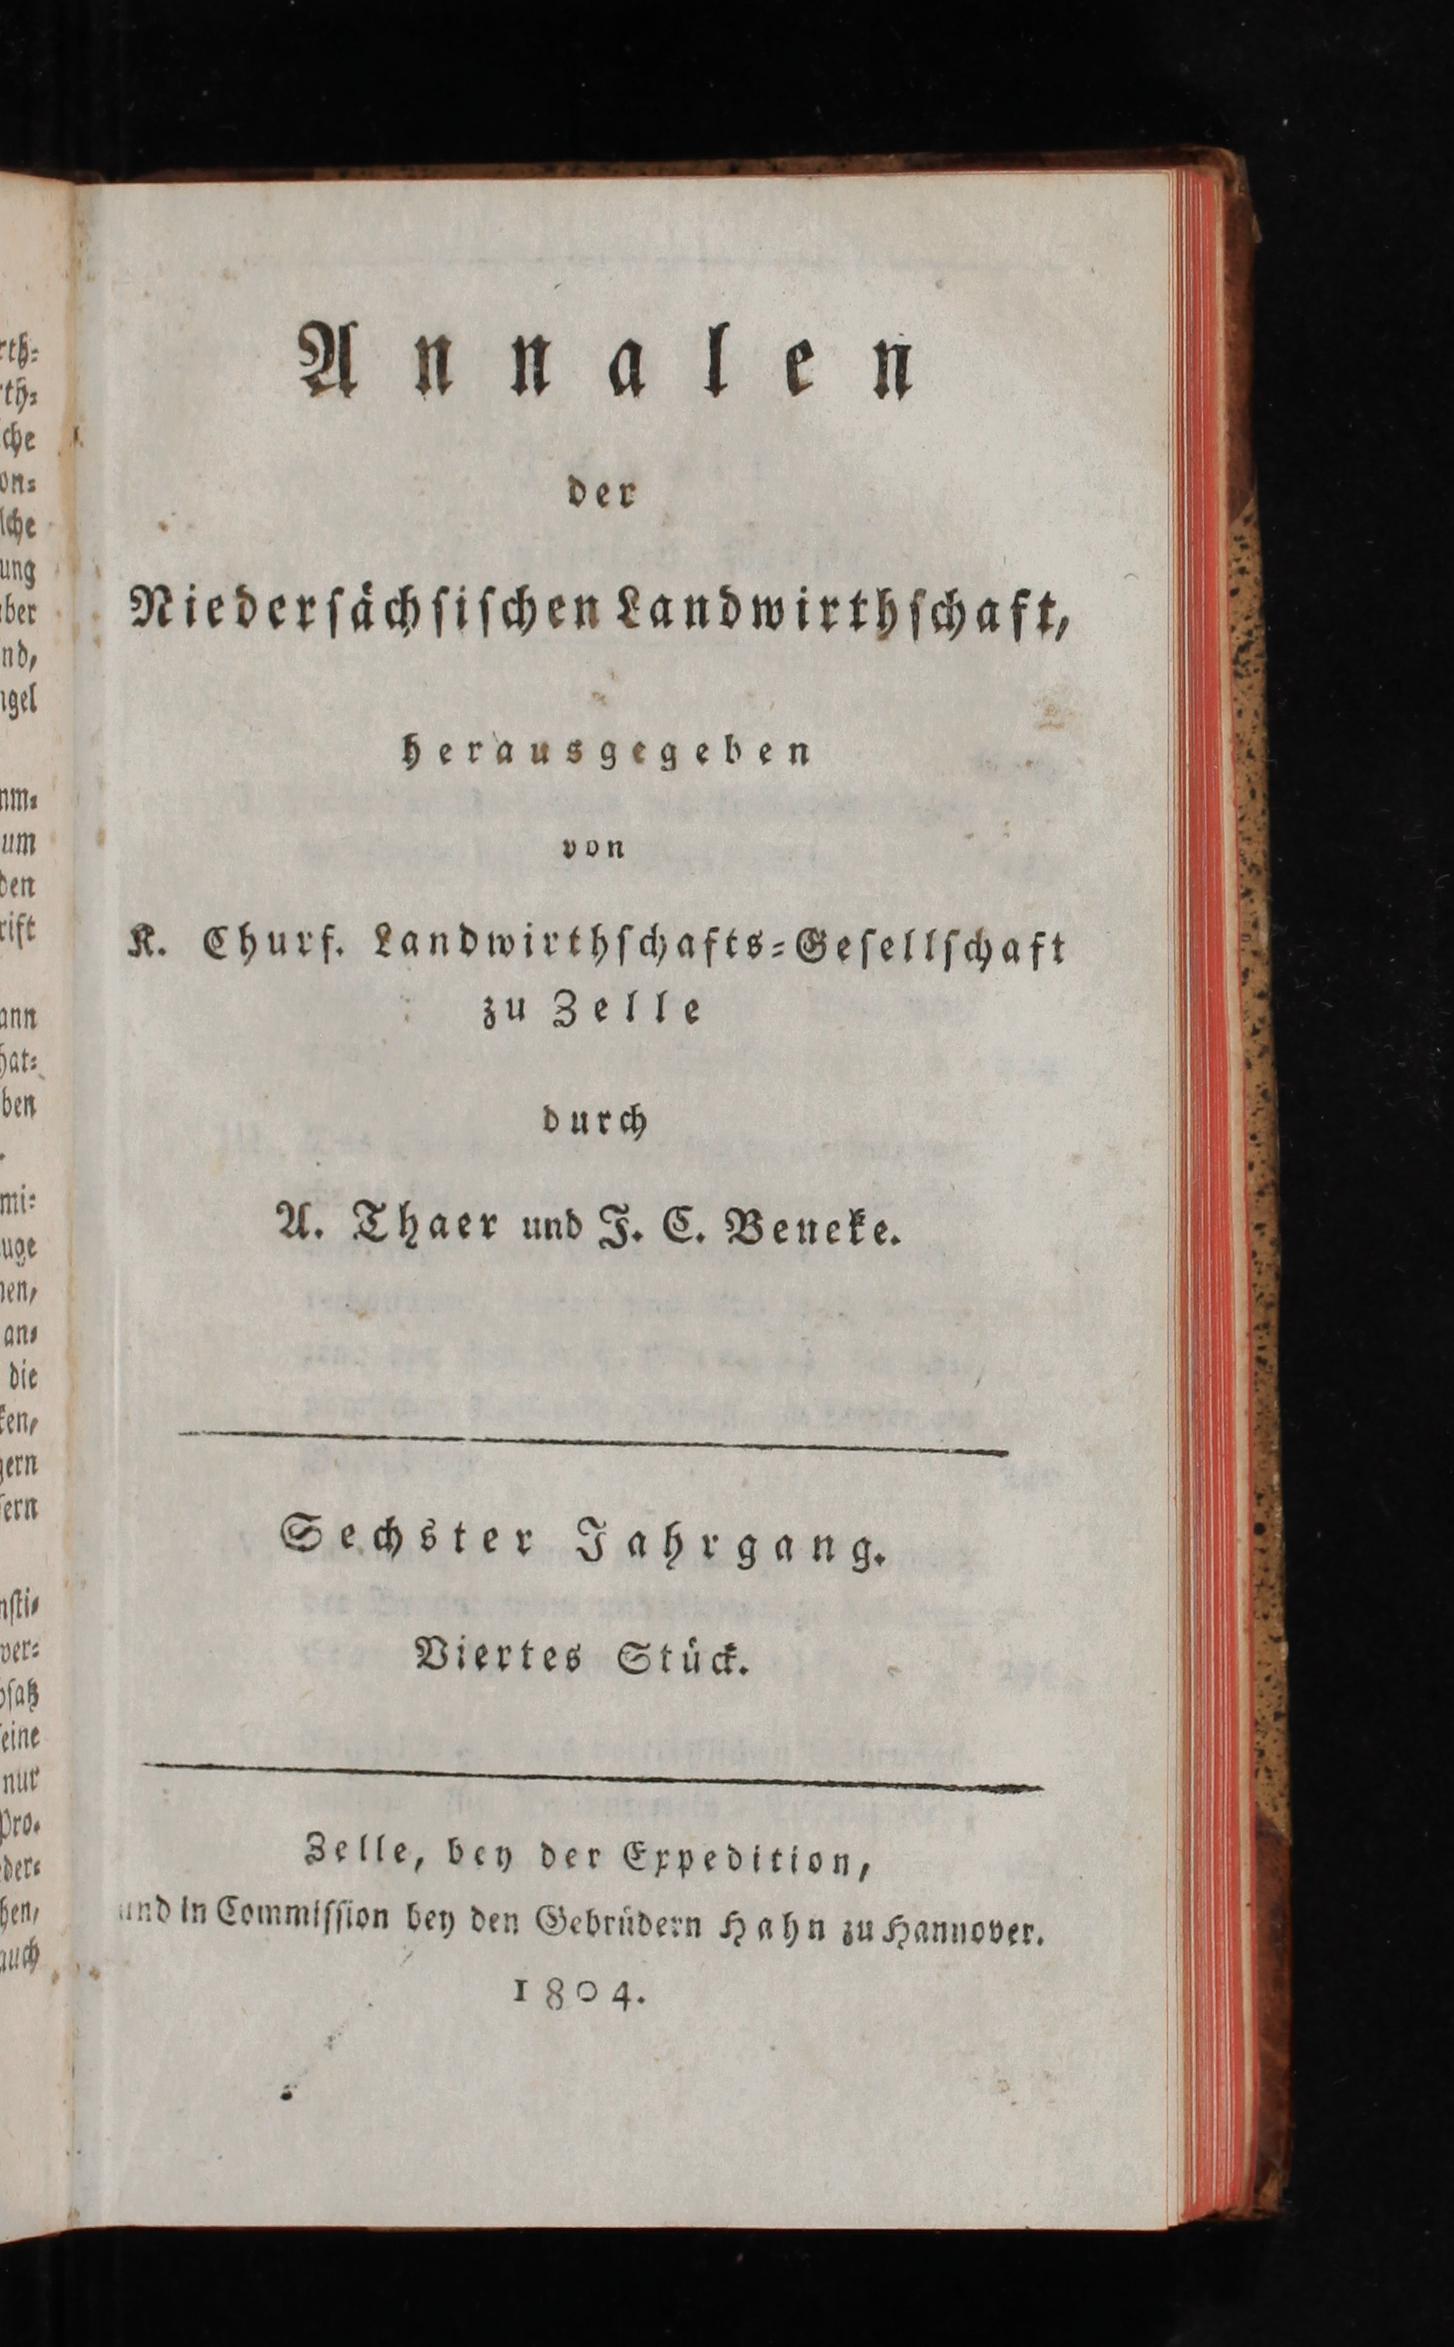 Annalen
der
Niedersächsischen Landwirthschaft,
herausgegeben
von
K. Churf. Landwirthschafts-Gesellschaft
zu Zelle
durch
A. Thaer und J. C. Beneke.
Sechster Jahrgang.
Viertes Stück.
Zelle, bey der Expedition,
und in Commission bey den Gebrüdern Hahn zu Hannover.
1804.